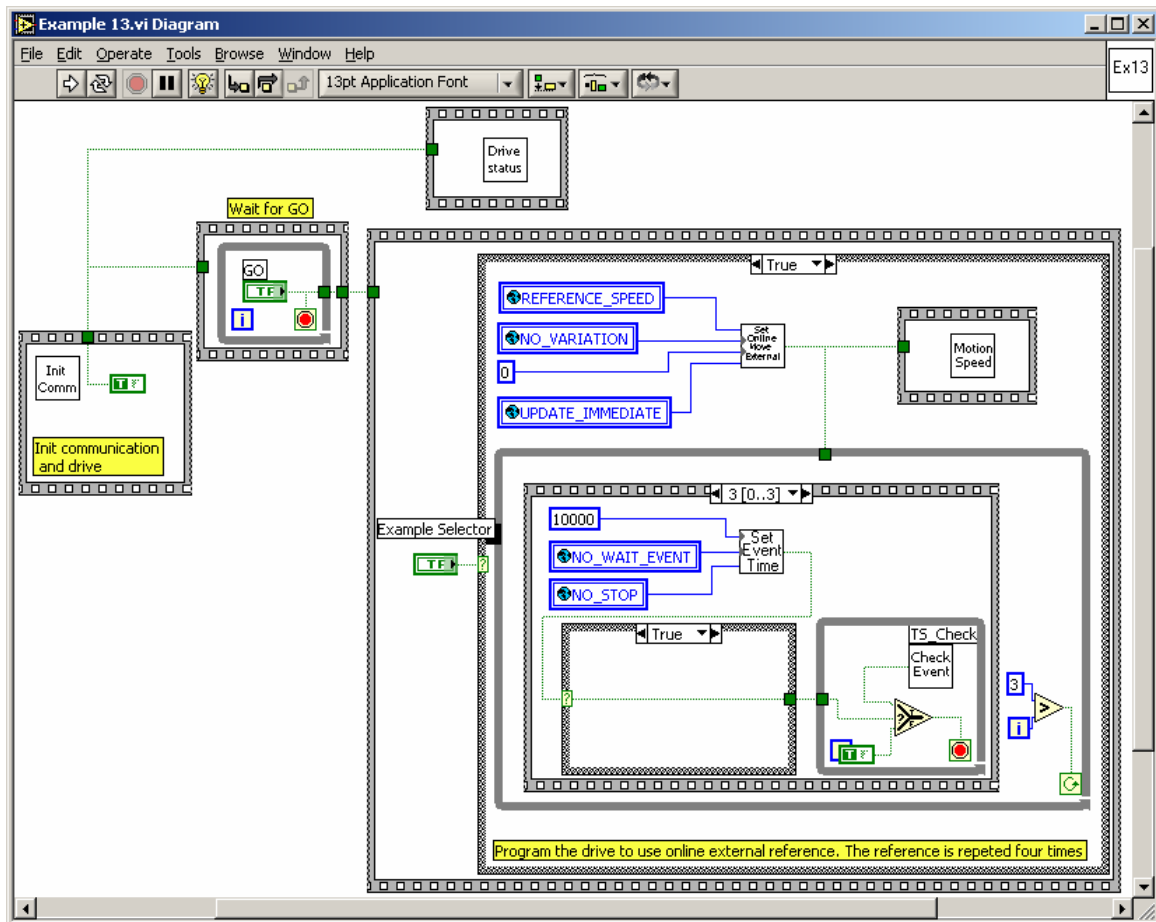 Example 13.vi Diagram
File Edit Operate Tools Browse Window Help
13pt Application Font
Ex13
Drive
status
Wait for GO
GO
TF
i
Init
Comm
T
Init communication
and drive
True
REFERENCE_SPEED
NO_VARIATION
0
UPDATE_IMMEDIATE
Set
Online
Move
External
Motion
Speed
Example Selector
TF
?
3 [0..3]
10000
NO_WAIT_EVENT
NO_STOP
Set
Event
Time
True
?
TS_Check
Check
Event
?
T
F
T
3
>
i
Program the drive to use online external reference. The reference is repeted four times